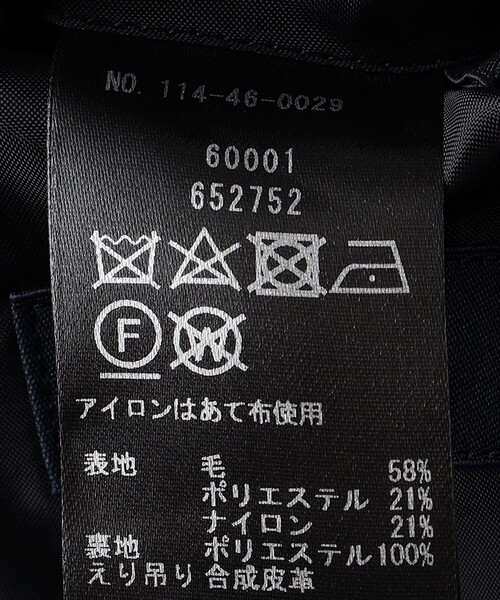 NO. 114-46-0029
60001
652752
F W
アイロンはあて布使用
表地 毛 58%
ポリエステル 21%
ナイロン 21%
裏地 ポリエステル100%
えり吊り 合成皮革